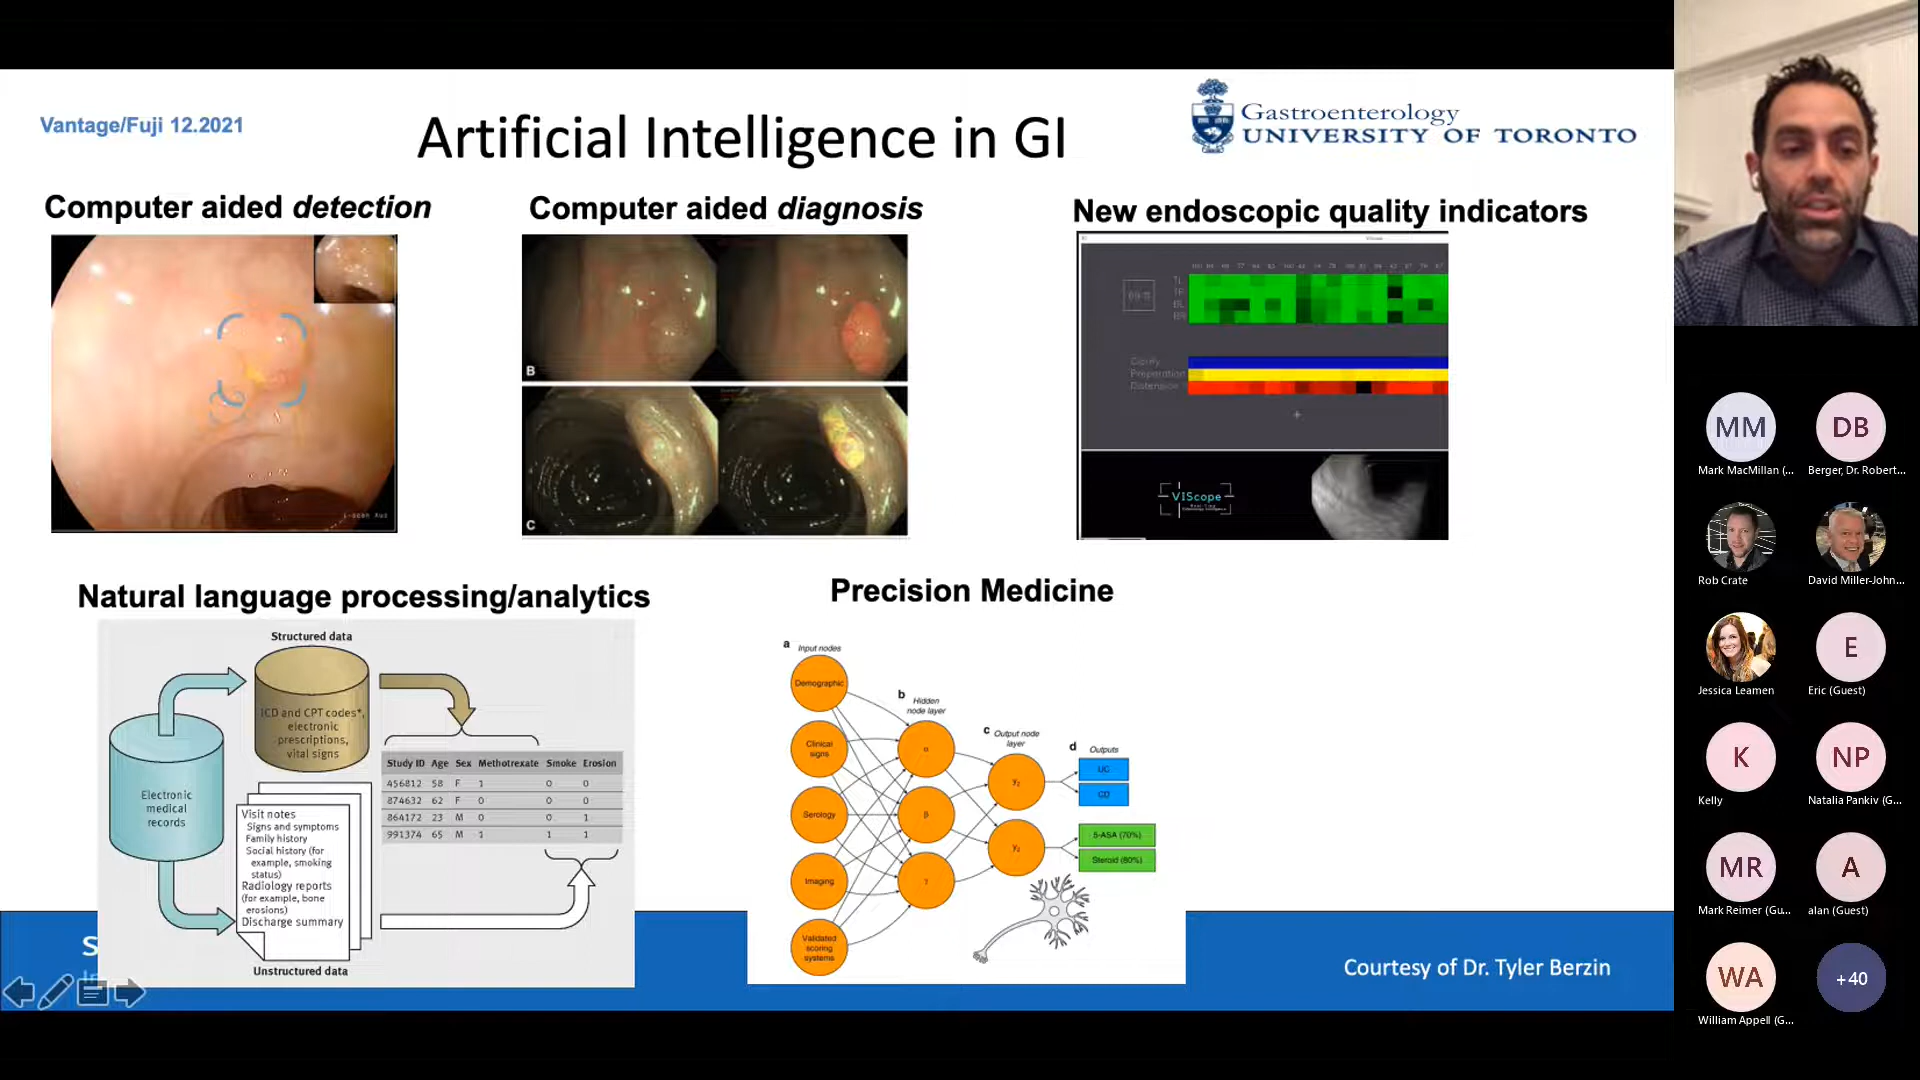 Vantage/Fuji 12.2021
Artificial Intelligence in GI
Gastroenterology
UNIVERSITY OF TORONTO
Computer aided detection
Computer aided diagnosis
New endoscopic quality indicators
B
C
Clarity
Preparation
Distension
VIScope
Natural language processing/analytics
Structured data
ICD and CPT codes*,
electronic
prescriptions,
vital signs
Electronic
medical
records
Study ID Age Sex Methotrexate Smoke Erosion
456812 58 F 1 0 0
874632 62 F 0 0 0
864172 23 M 0 0 1
991374 65 M 1 1 1
Visit notes
Signs and symptoms
Family history
Social history (for
example, smoking
status)
Radiology reports
(for example, bone
erosions)
Discharge summary
Unstructured data
Precision Medicine
a Input nodes
Demographic
Clinical
signs
Serology
Imaging
Validated
scoring
systems
b Hidden
node layer
α
β
γ
c Output node
layer
d Outputs
UC
CD
5-ASA (70%)
Steroid (80%)
Courtesy of Dr. Tyler Berzin
MM
Mark MacMillan (...
DB
Berger, Dr. Robert...
Rob Crate
David Miller-John...
Jessica Leamen
E
Eric (Guest)
K
Kelly
NP
Natalia Pankiv (G...
MR
Mark Reimer (Gu...
A
alan (Guest)
WA
William Appell (G...
+40